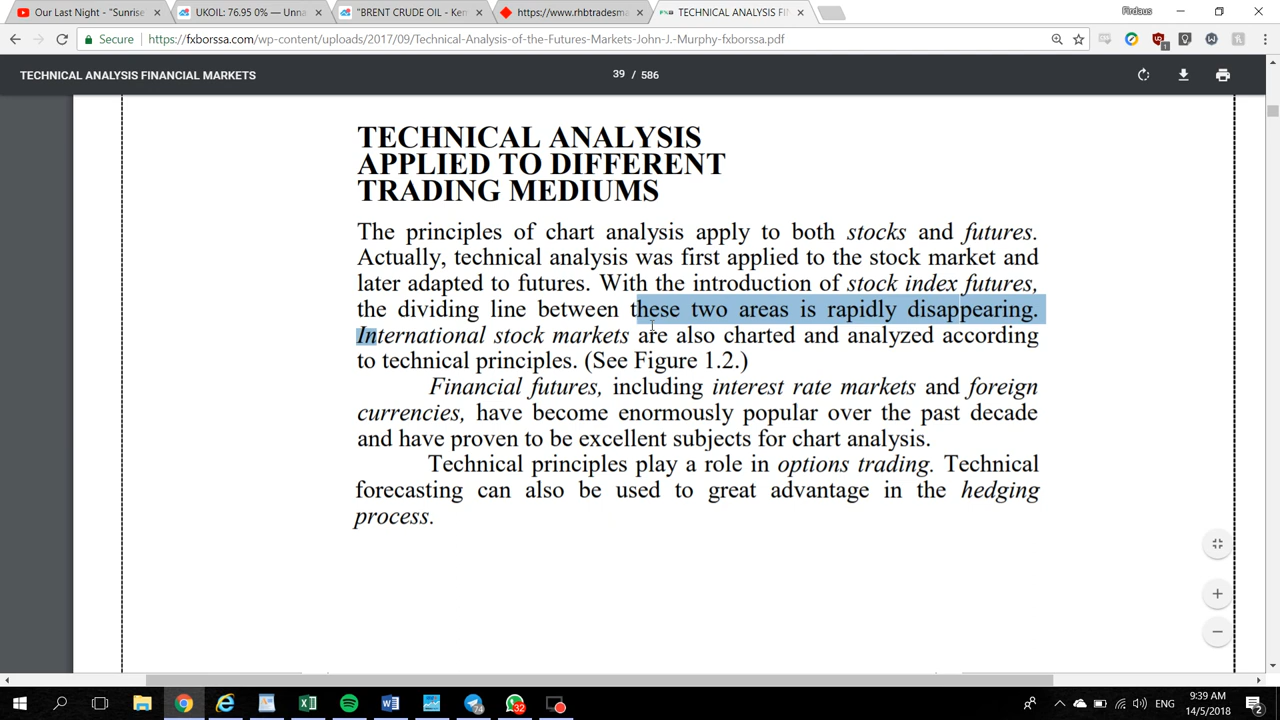 Our Last Night - "Sunrise
UKOIL: 76.95 0% — Unna
"BRENT CRUDE OIL - Ken
https://www.rhbtradesma
TECHNICAL ANALYSIS FI
Firdaus
Secure
https://fxborssa.com/wp-content/uploads/2017/09/Technical-Analysis-of-the-Futures-Markets-John-J.-Murphy-fxborssa.pdf
TECHNICAL ANALYSIS FINANCIAL MARKETS
39 / 586
TECHNICAL ANALYSIS
APPLIED TO DIFFERENT
TRADING MEDIUMS
The principles of chart analysis apply to both stocks and futures.
Actually, technical analysis was first applied to the stock market and
later adapted to futures. With the introduction of stock index futures,
the dividing line between these two areas is rapidly disappearing.
International stock markets are also charted and analyzed according
to technical principles. (See Figure 1.2.)
Financial futures, including interest rate markets and foreign
currencies, have become enormously popular over the past decade
and have proven to be excellent subjects for chart analysis.
Technical principles play a role in options trading. Technical
forecasting can also be used to great advantage in the hedging
process.
74
32
ENG
9:39 AM
14/5/2018
2